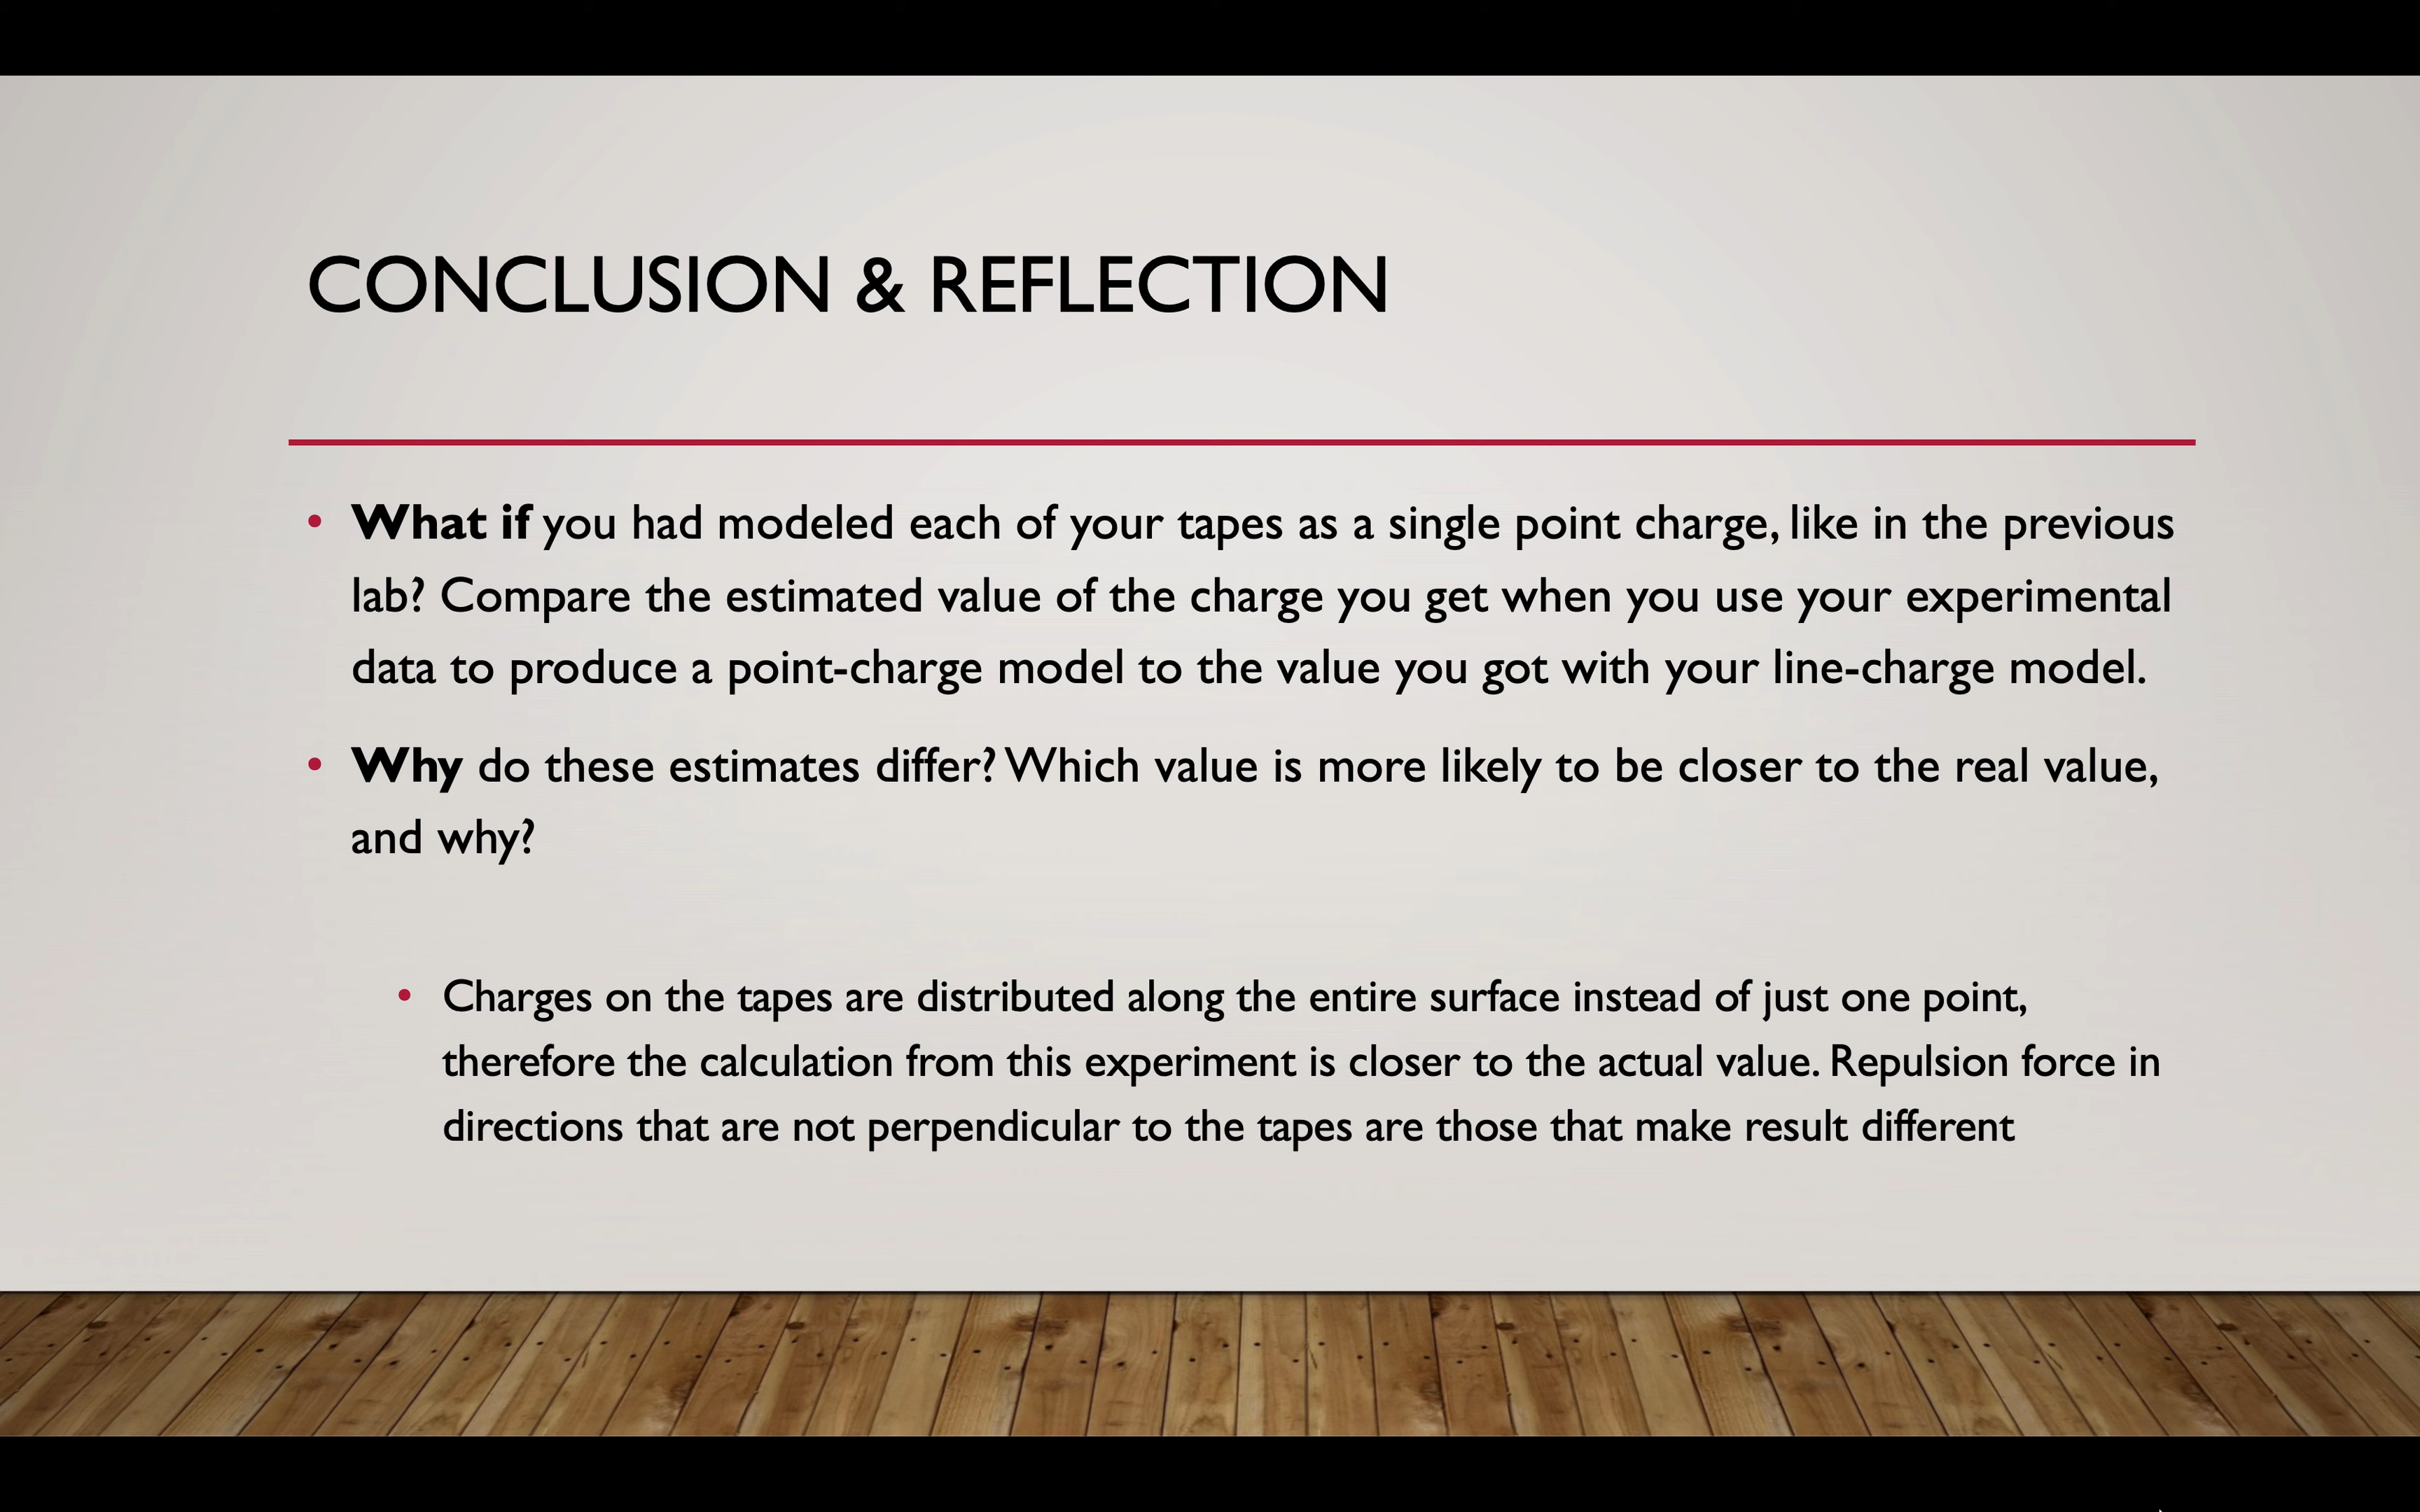 CONCLUSION & REFLECTION
• What if you had modeled each of your tapes as a single point charge, like in the previous
lab? Compare the estimated value of the charge you get when you use your experimental
data to produce a point-charge model to the value you got with your line-charge model.
• Why do these estimates differ? Which value is more likely to be closer to the real value,
and why?
• Charges on the tapes are distributed along the entire surface instead of just one point,
therefore the calculation from this experiment is closer to the actual value. Repulsion force in
directions that are not perpendicular to the tapes are those that make result different